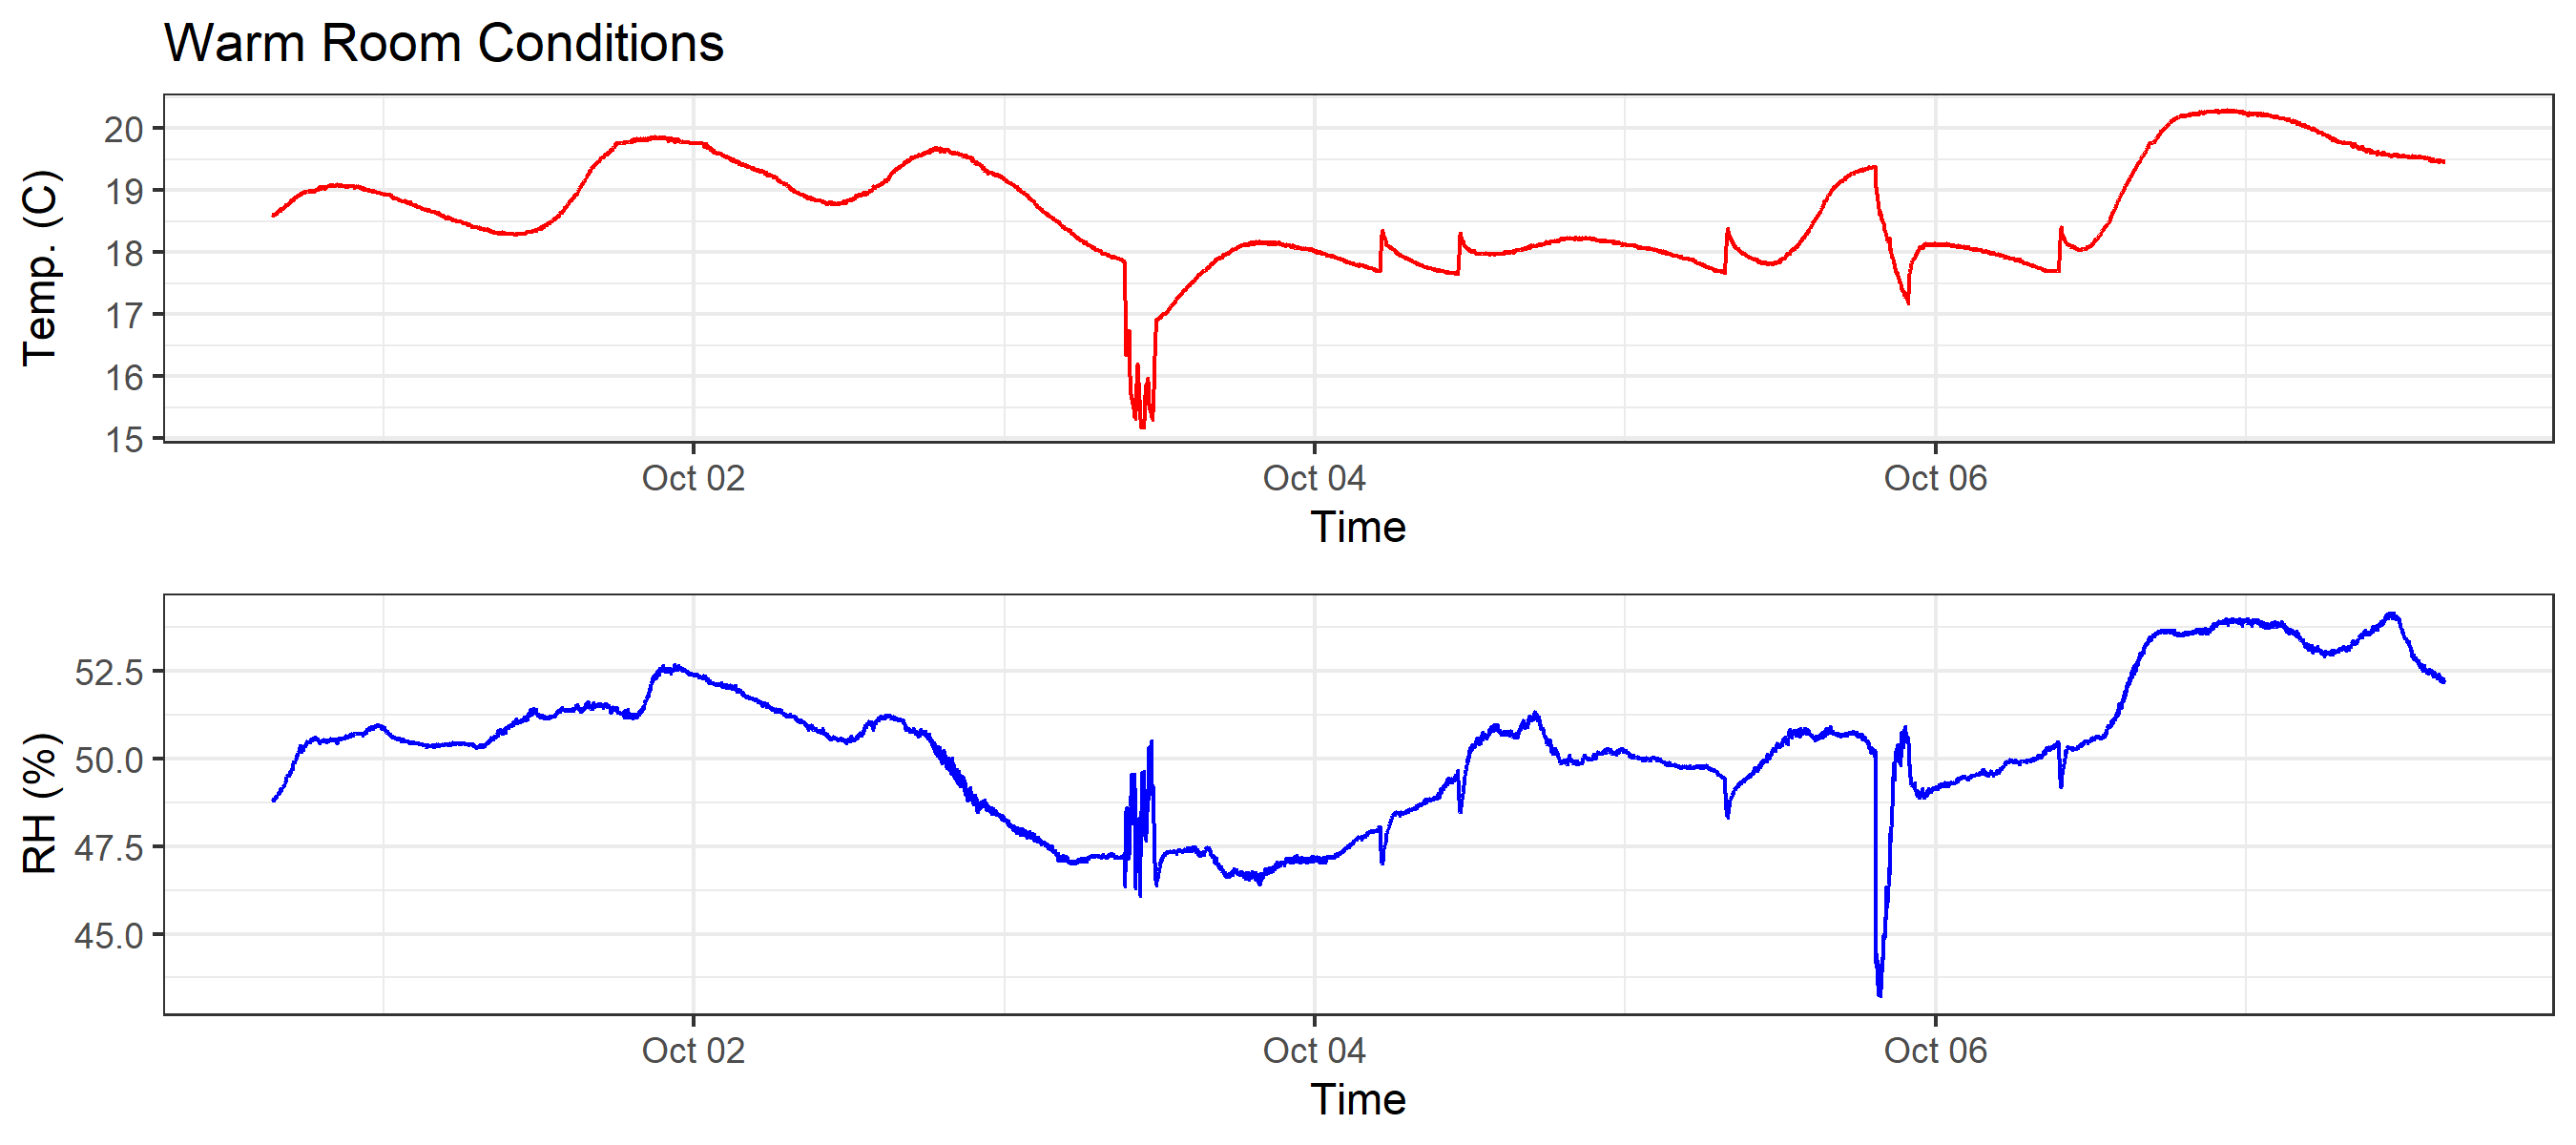 Warm Room Conditions
20
19
18
17
16
15
Temp. (C)
Oct 02 Oct 04 Oct 06
Time
52.5
50.0
47.5
45.0
RH (%)
Oct 02 Oct 04 Oct 06
Time